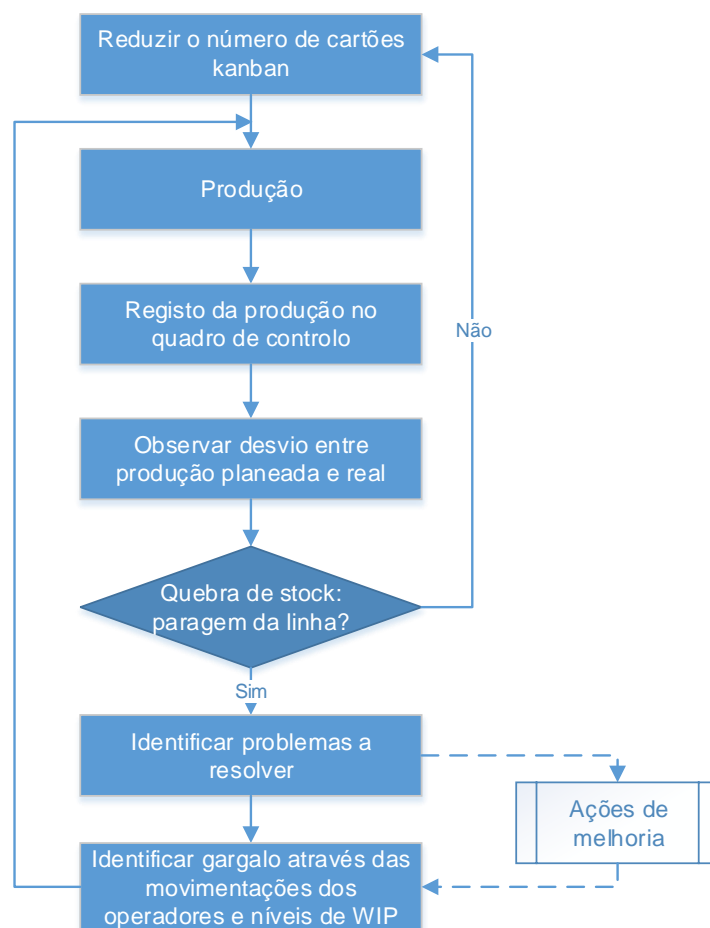 Reduzir o número de cartões
kanban
Produção
Registo da produção no
quadro de controlo
Não
Observar desvio entre
produção planeada e real
Quebra de stock:
paragem da linha?
Sim
Identificar problemas a
resolver
Ações de
melhoria
Identificar gargalo através das
movimentações dos
operadores e níveis de WIP